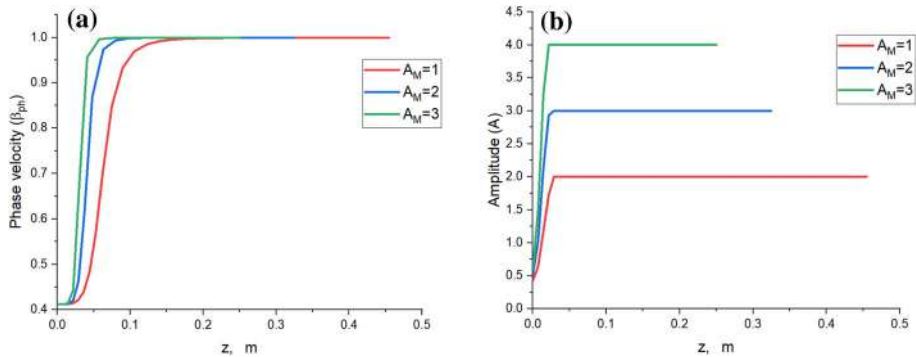 (a)
Phase velocity (βph)
1.0
0.9
0.8
0.7
0.6
0.5
0.4
0.0 0.1 0.2 0.3 0.4 0.5
z, m
AM=1
AM=2
AM=3
(b)
Amplitude (A)
4.5
4.0
3.5
3.0
2.5
2.0
1.5
1.0
0.5
0.0
0.0 0.1 0.2 0.3 0.4 0.5
z, m
AM=1
AM=2
AM=3